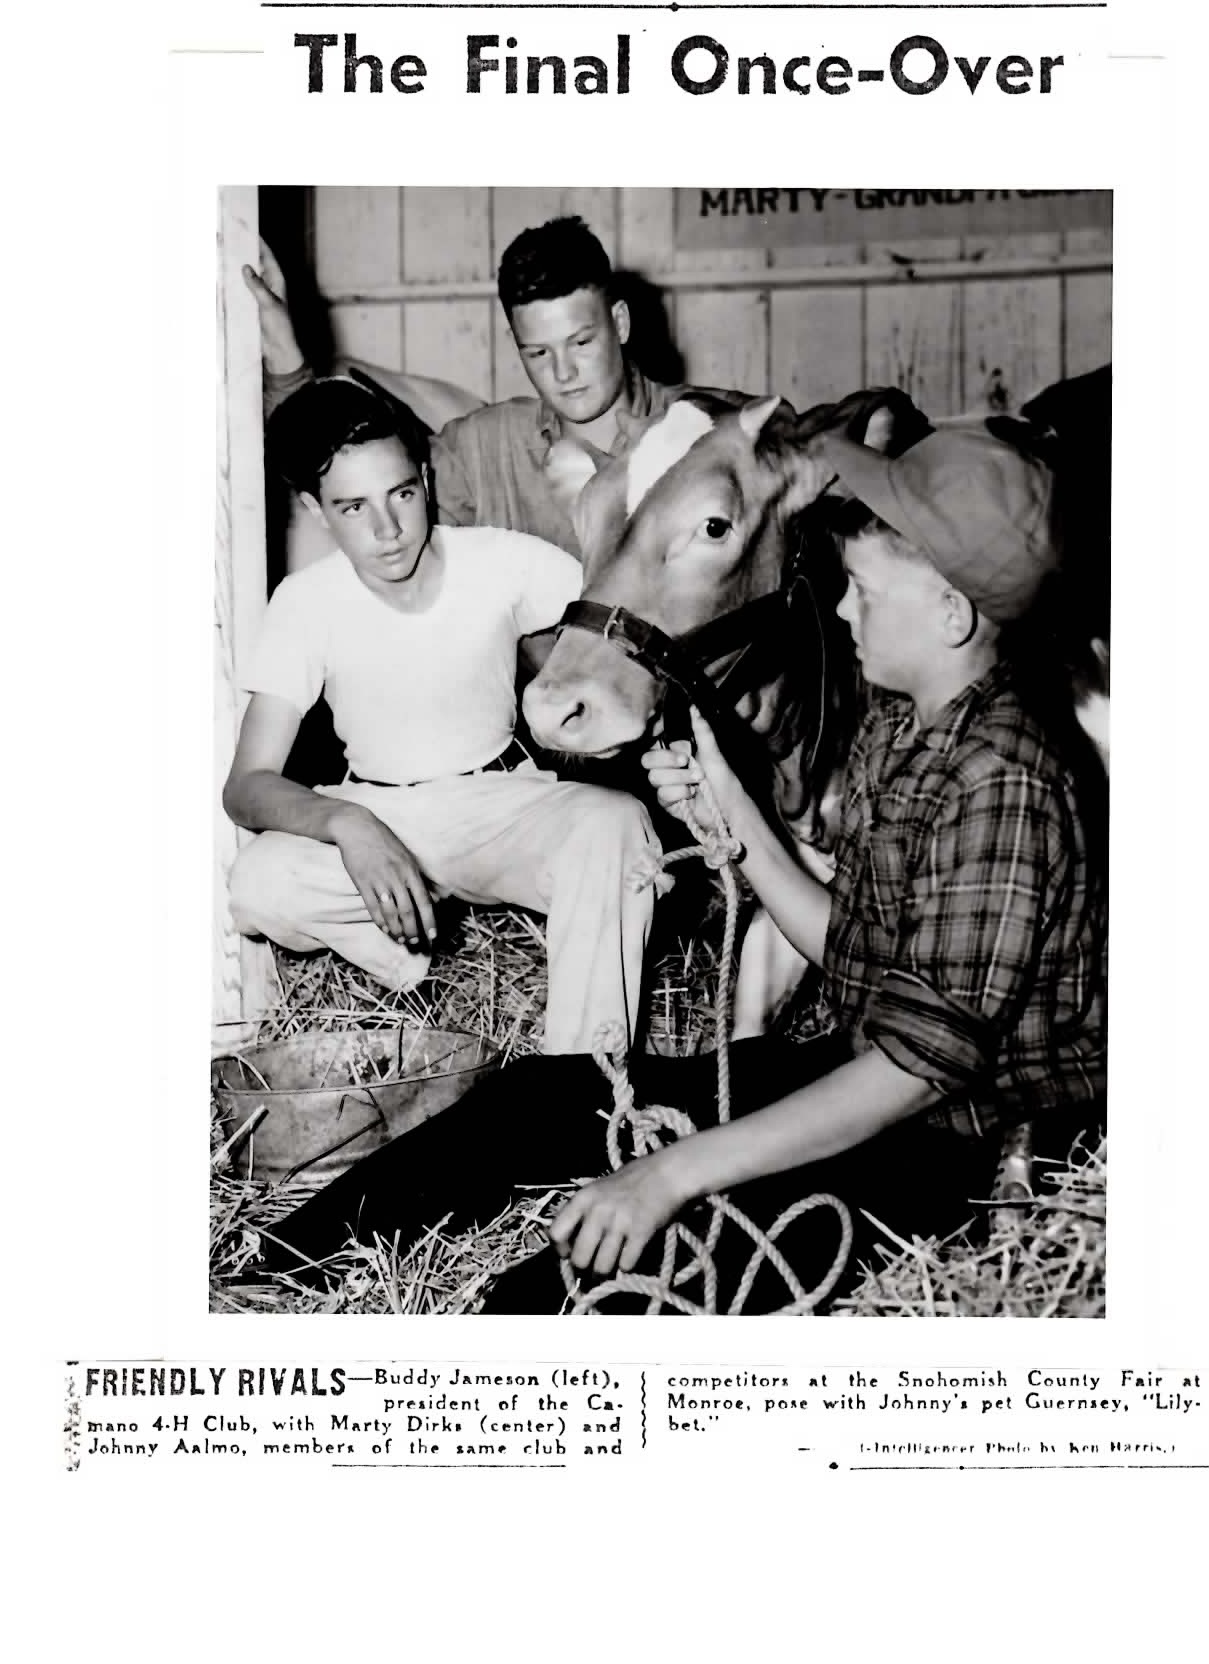 The Final Once-Over
MARTY-GRANDPA
FRIENDLY RIVALS—Buddy Jameson (left),
president of the Ca-
mano 4-H Club, with Marty Dirks (center) and
Johnny Aalmo, members of the same club and
competitors at the Snohomish County Fair at
Monroe, pose with Johnny's pet Guernsey, "Lily-
bet."
-Intelligencer Photo by Ken Harris.)